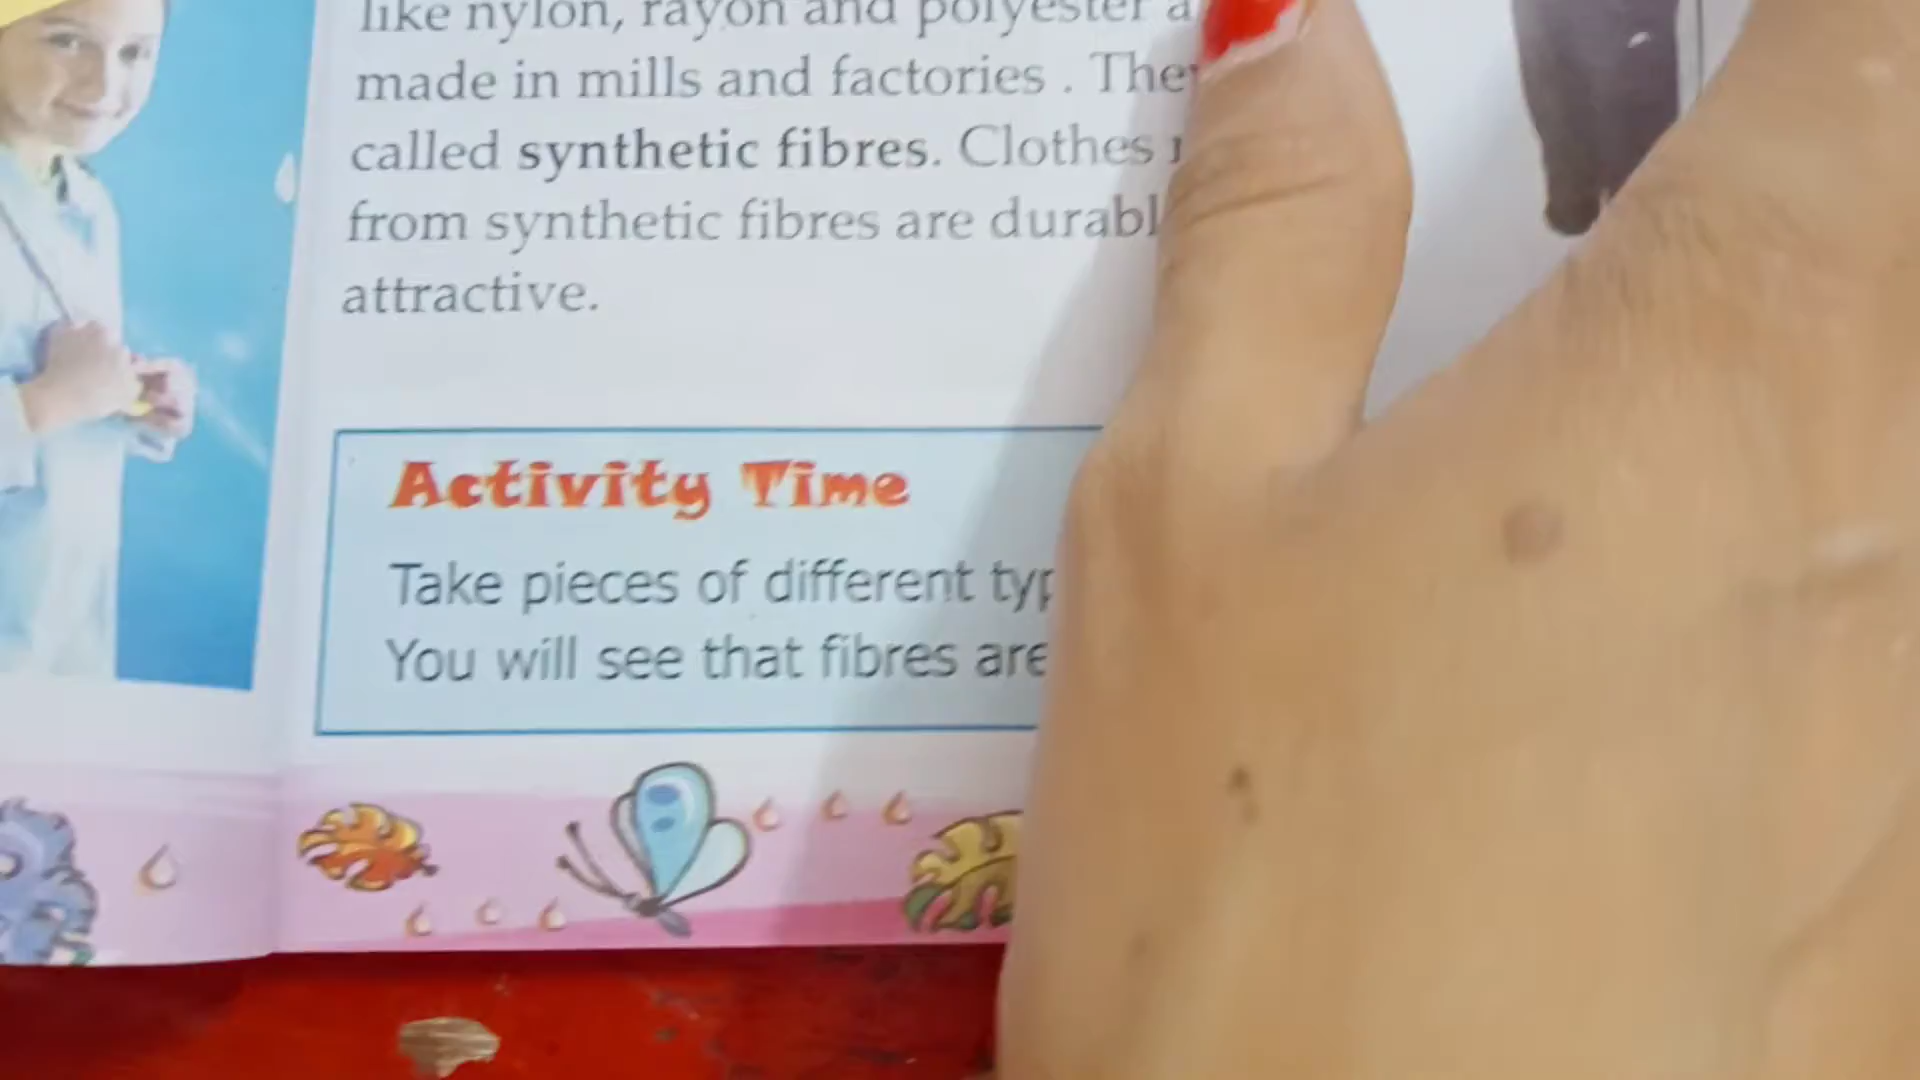 like nylon, rayon and polyester
made in mills and factories . They
called synthetic fibres. Clothes
from synthetic fibres are durabl
attractive.
Activity Time
Take pieces of different typ
You will see that fibres are